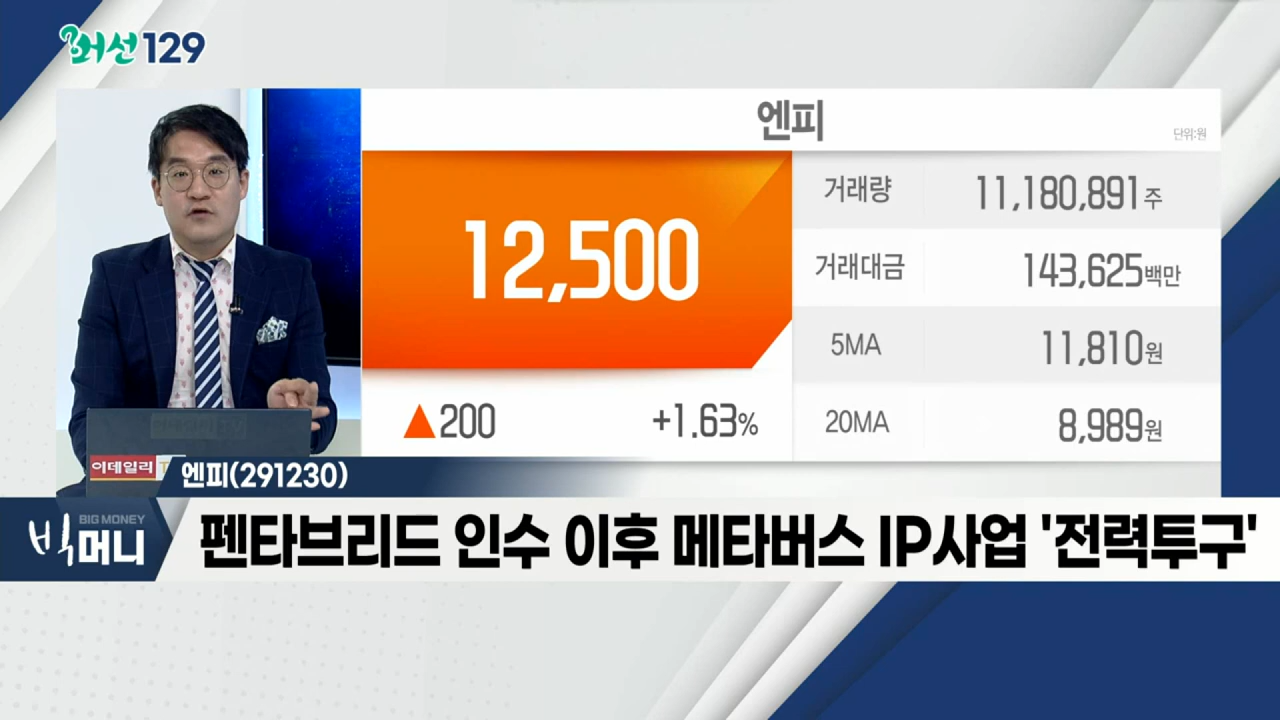 머선129
엔피
단위:원
12,500
▲200 +1.63%
거래량 11,180,891주
거래대금 143,625백만
5MA 11,810원
20MA 8,989원
이데일리 T
엔피(291230)
BIG MONEY
빅머니
펜타브리드 인수 이후 메타버스 IP사업 '전력투구'